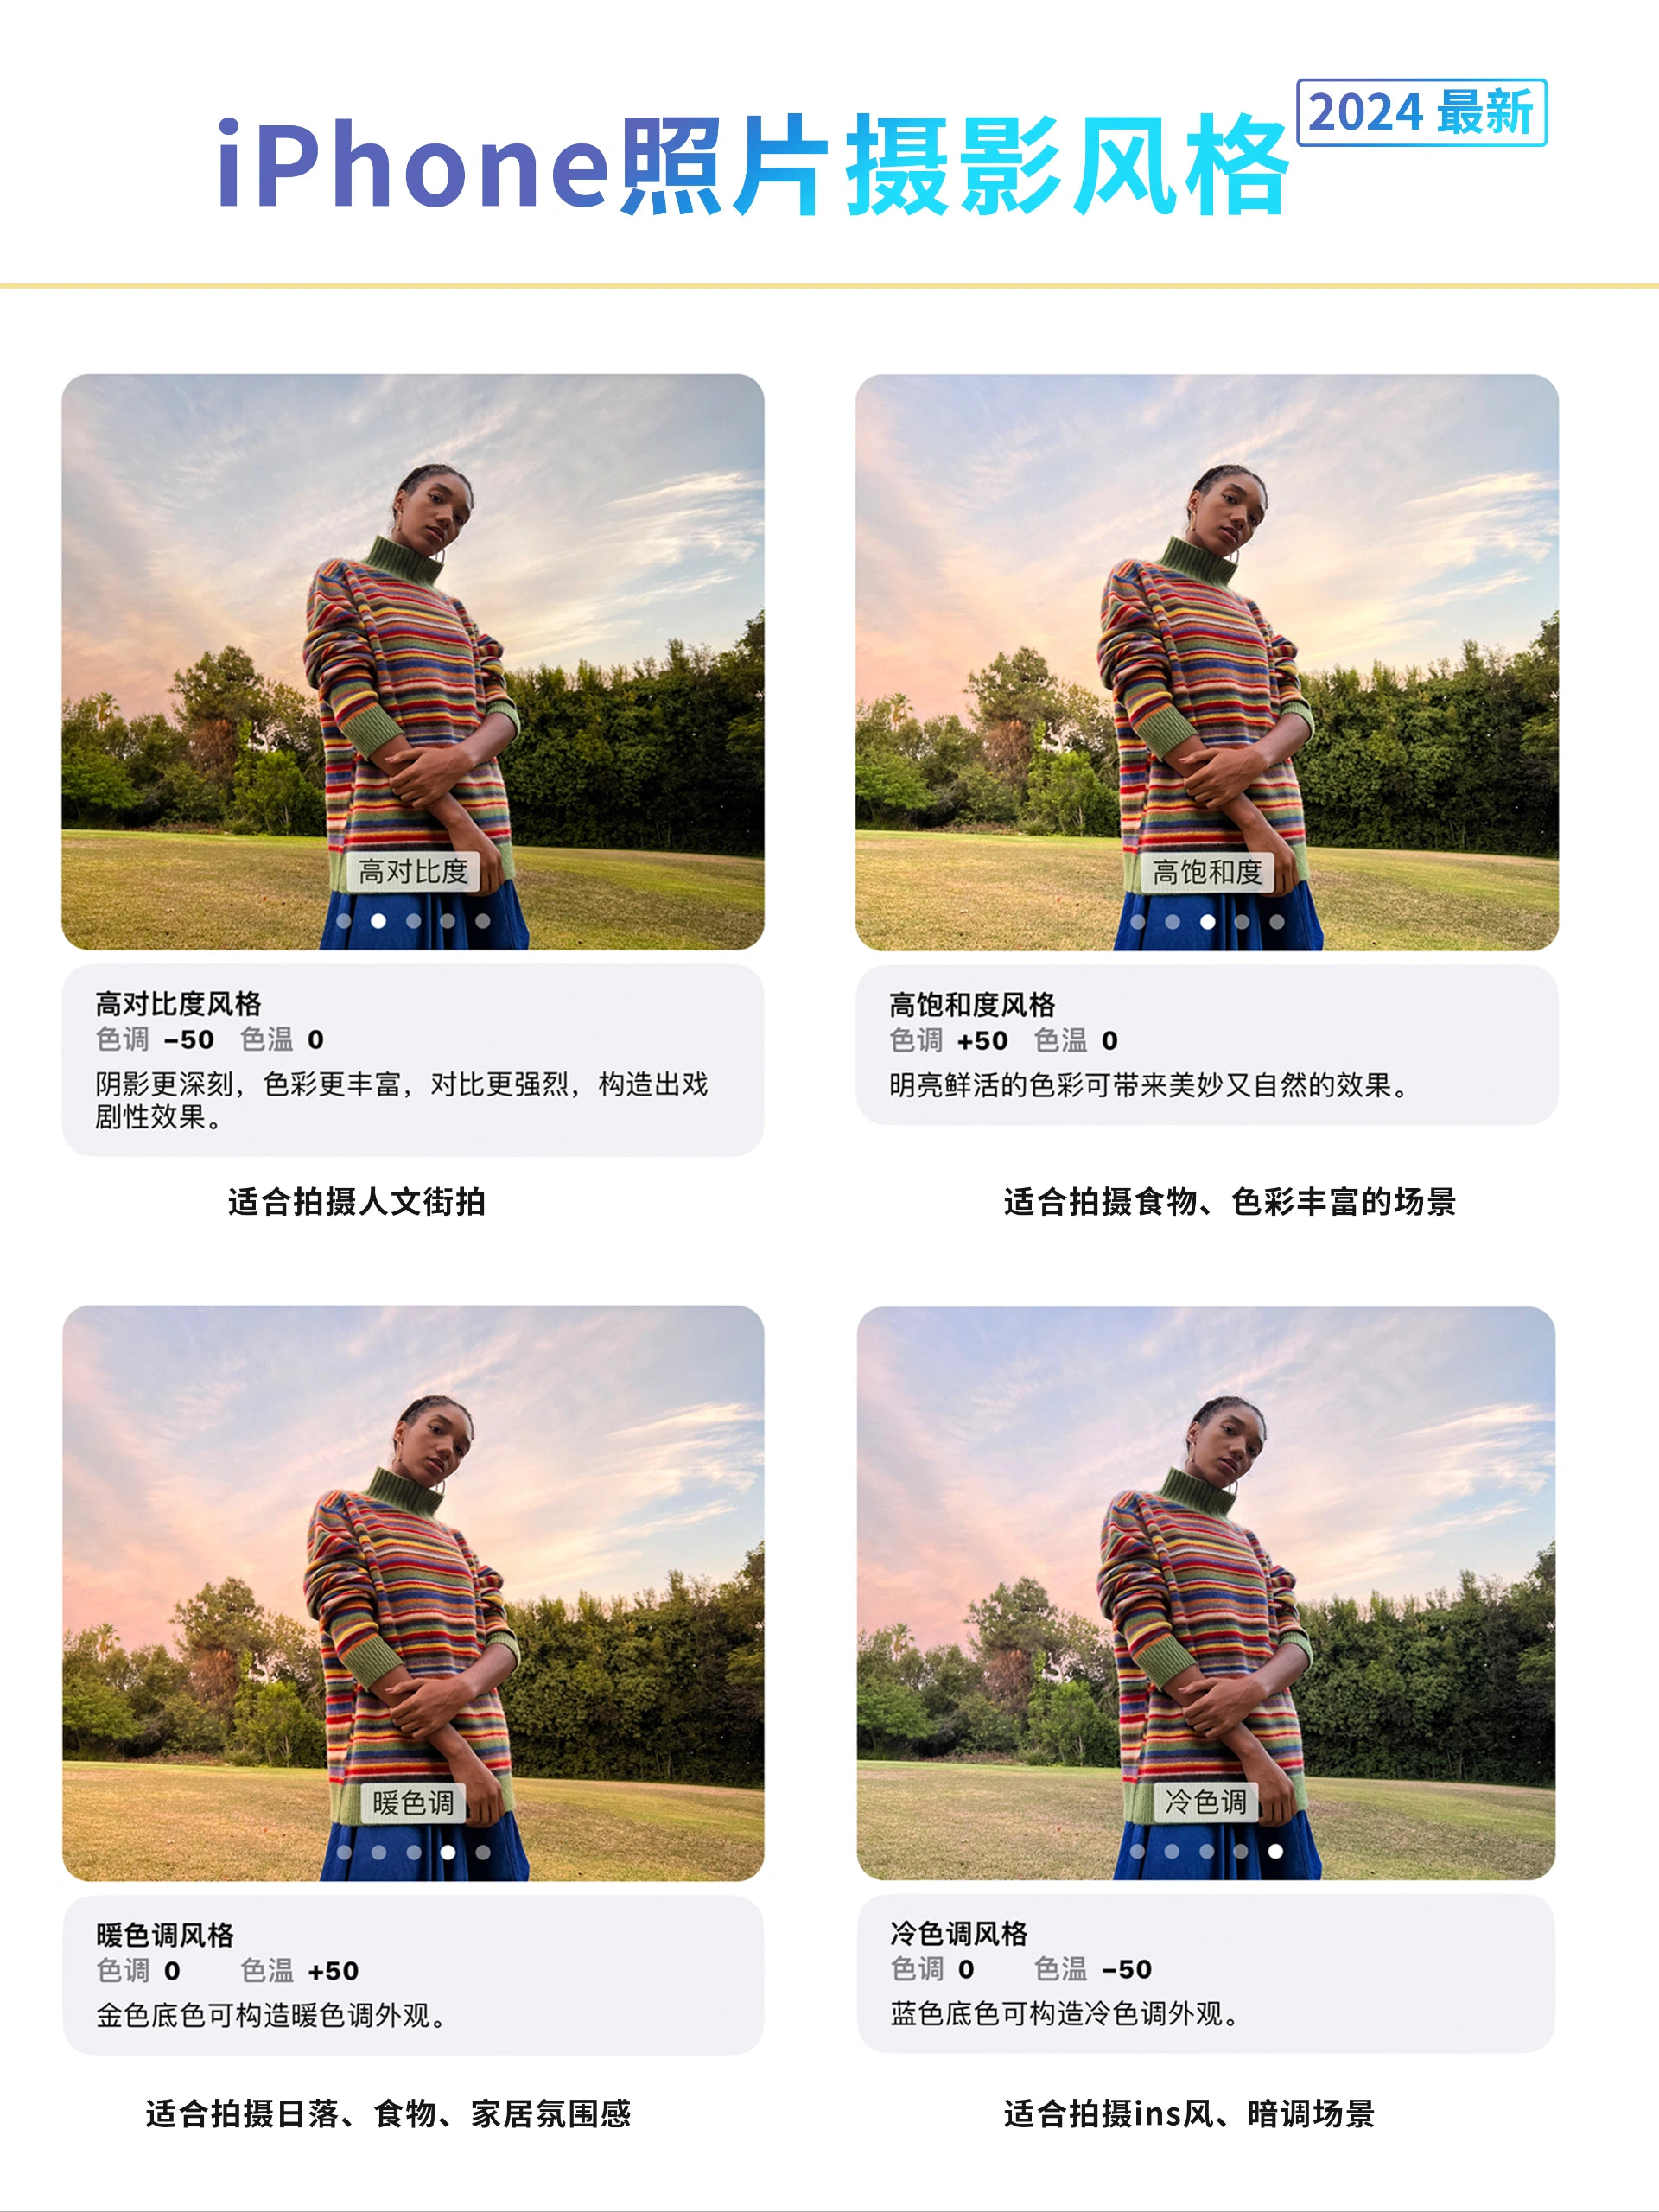 iPhone照片摄影风格
2024 最新
高对比度
高对比度风格
色调 -50 色温 0
阴影更深刻，色彩更丰富，对比更强烈，构造出戏
剧性效果。
适合拍摄人文街拍
高饱和度
高饱和度风格
色调 +50 色温 0
明亮鲜活的色彩可带来美妙又自然的效果。
适合拍摄食物、色彩丰富的场景
暖色调
暖色调风格
色调 0 色温 +50
金色底色可构造暖色调外观。
适合拍摄日落、食物、家居氛围感
冷色调
冷色调风格
色调 0 色温 -50
蓝色底色可构造冷色调外观。
适合拍摄ins风、暗调场景